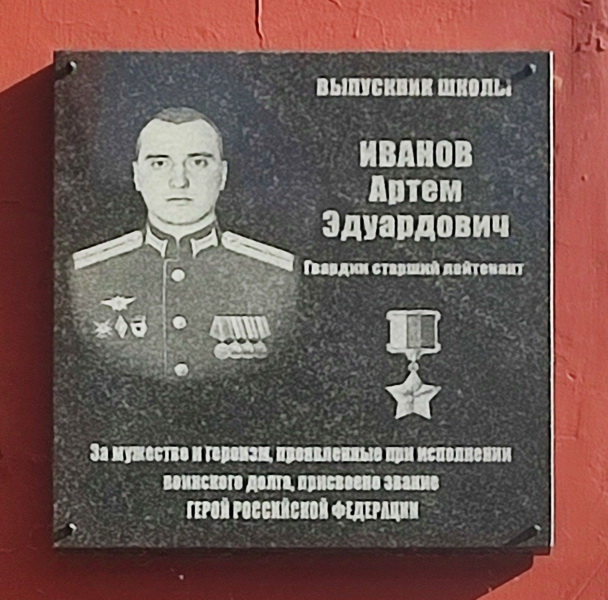 ВЫПУСКНИК ШКОЛЫ
ИВАНОВ
Артем
Эдуардович
Гвардии старший лейтенант
За мужество и героизм, проявленные при исполнении
воинского долга, присвоено звание
ГЕРОЙ РОССИЙСКОЙ ФЕДЕРАЦИИ